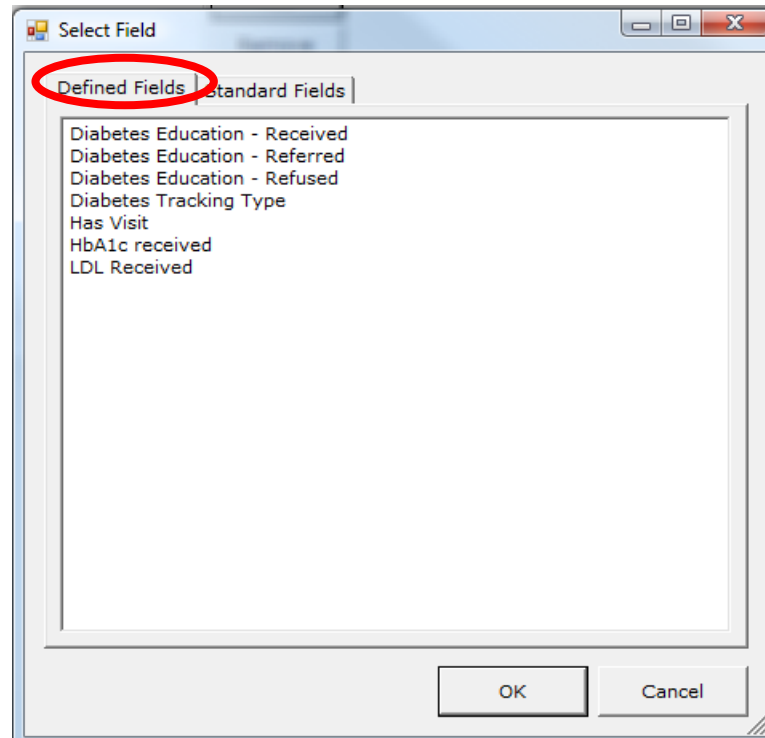 Select Field
Defined Fields Standard Fields
Diabetes Education - Received
Diabetes Education - Referred
Diabetes Education - Refused
Diabetes Tracking Type
Has Visit
HbA1c received
LDL Received
OK Cancel